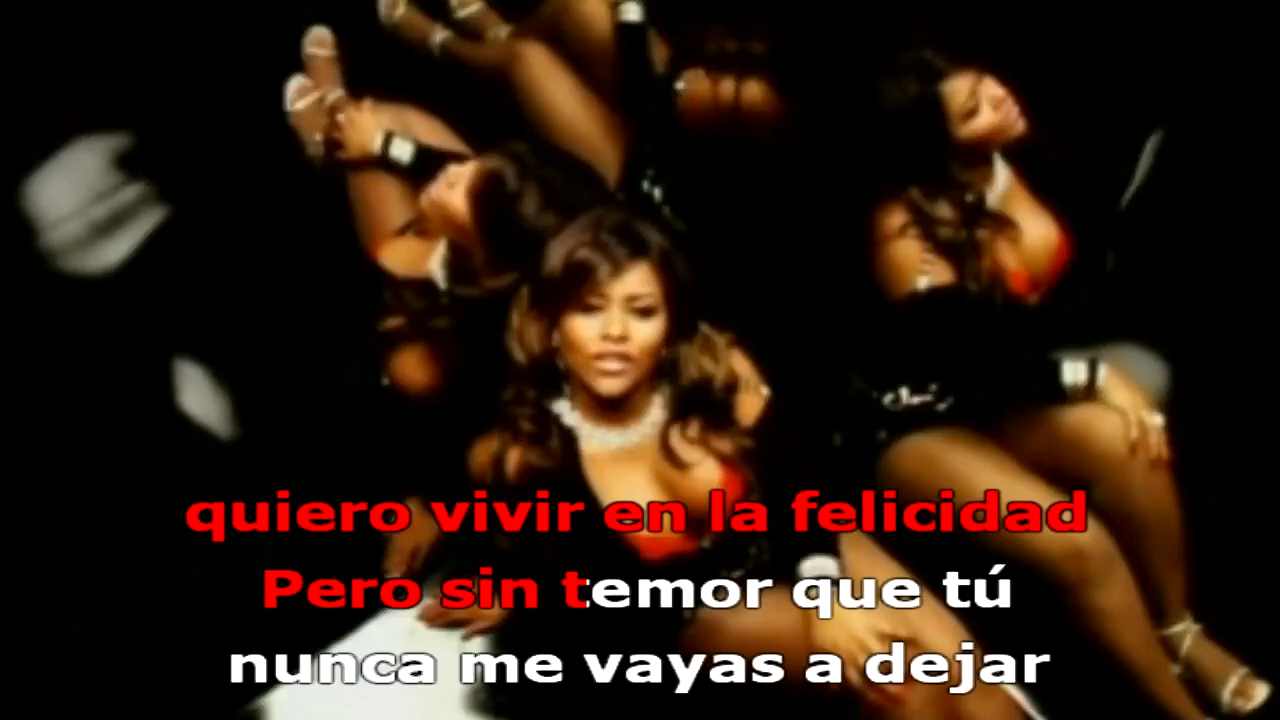 quiero vivir en la felicidad
Pero sin temor que tú
nunca me vayas a dejar